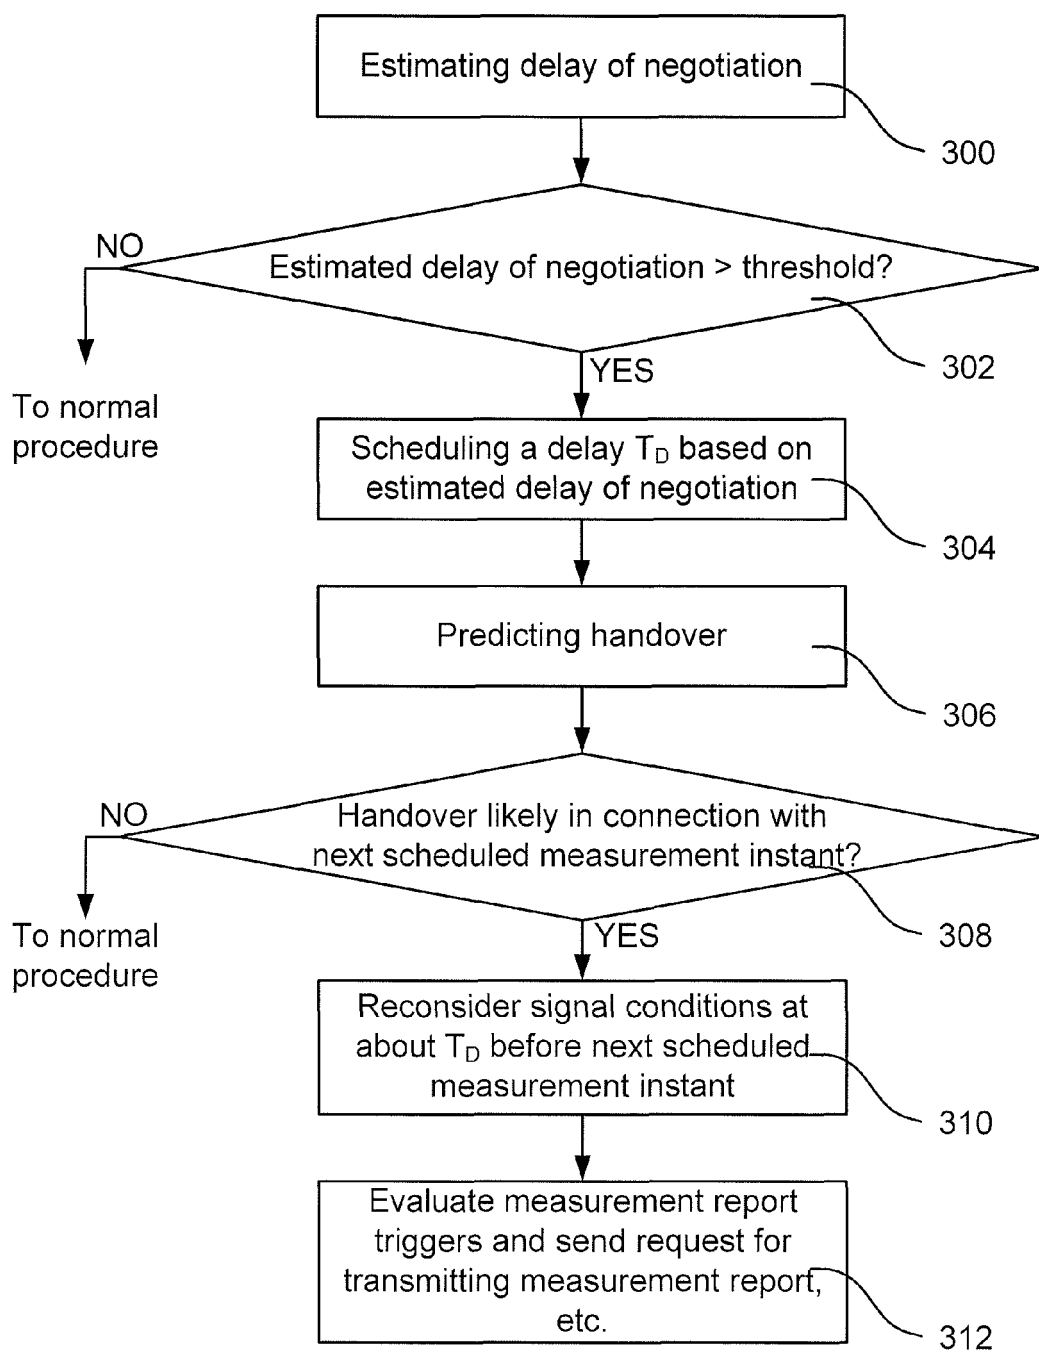 Estimating delay of negotiation
300
NO
Estimated delay of negotiation > threshold?
302
YES
To normal
procedure
Scheduling a delay TD based on
estimated delay of negotiation
304
Predicting handover
306
NO
Handover likely in connection with
next scheduled measurement instant?
308
YES
To normal
procedure
Reconsider signal conditions at
about TD before next scheduled
measurement instant
310
Evaluate measurement report
triggers and send request for
transmitting measurement report,
etc.
312